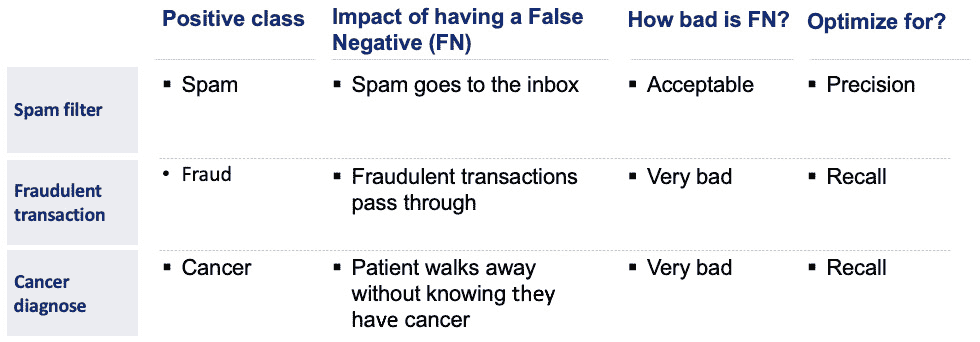 Positive class
Impact of having a False
Negative (FN)
How bad is FN?
Optimize for?
Spam filter
▪ Spam
▪ Spam goes to the inbox
▪ Acceptable
▪ Precision
Fraudulent
transaction
• Fraud
▪ Fraudulent transactions
pass through
▪ Very bad
▪ Recall
Cancer
diagnose
▪ Cancer
▪ Patient walks away
without knowing they
have cancer
▪ Very bad
▪ Recall